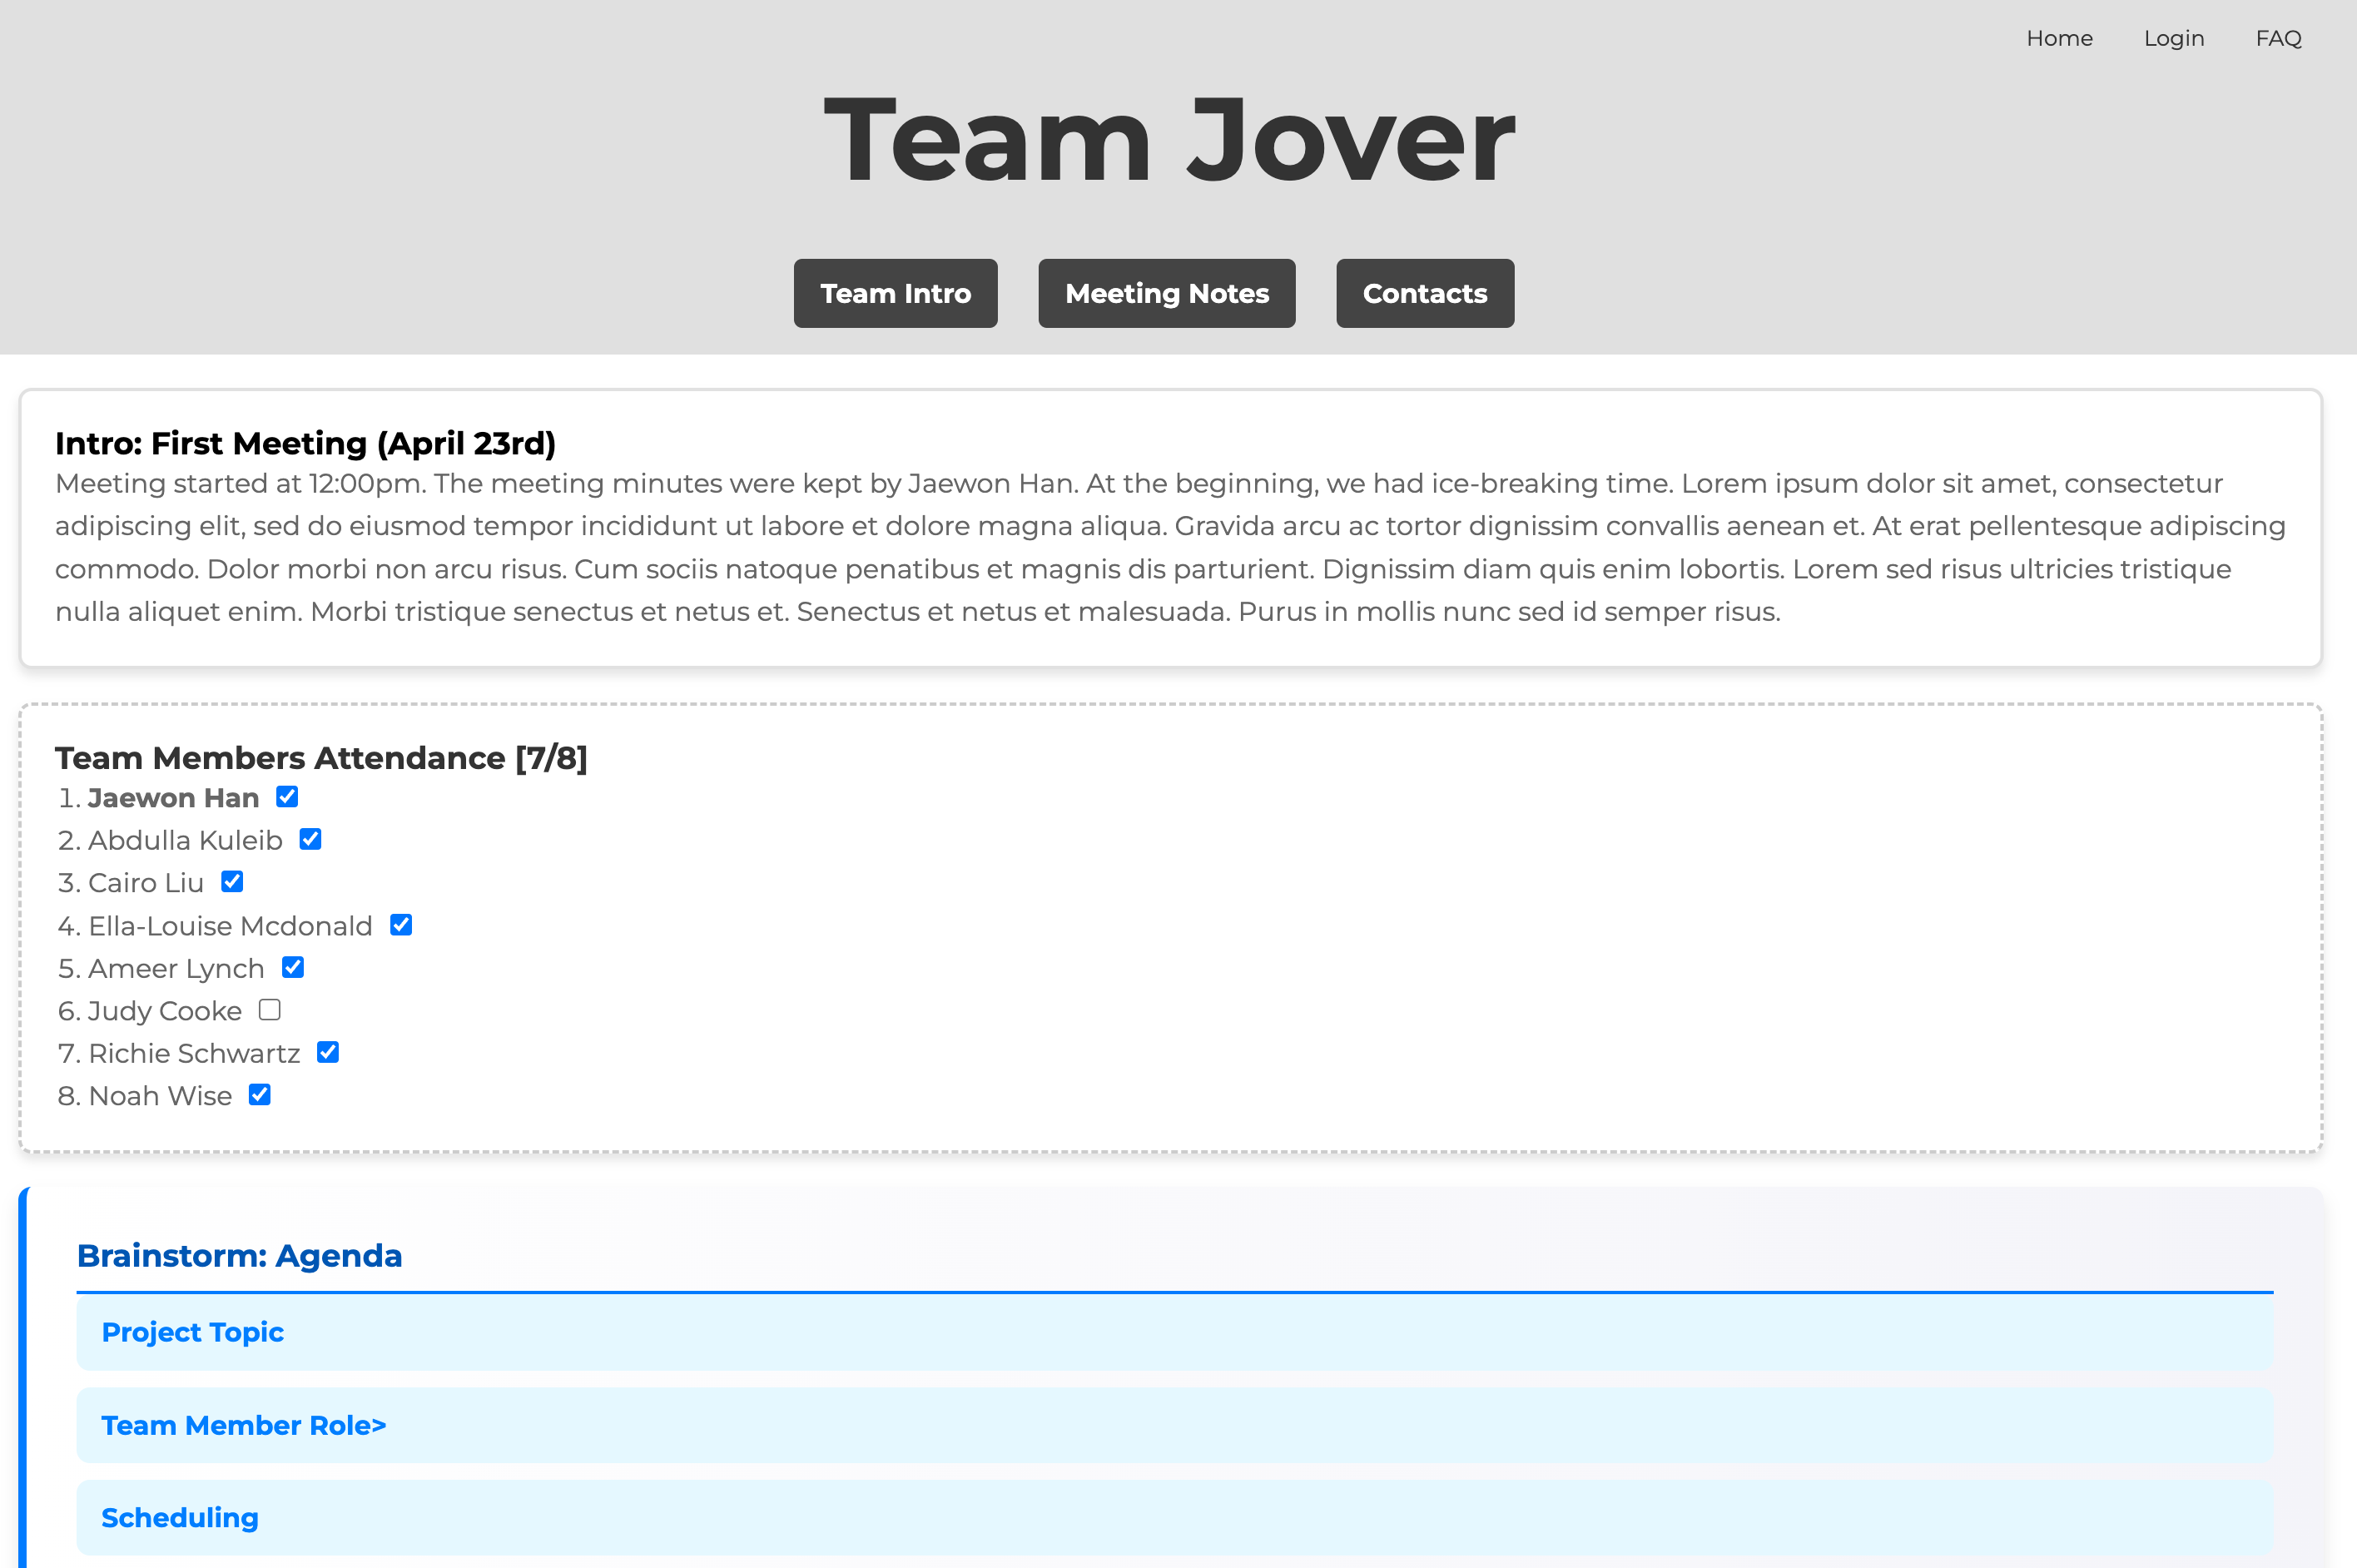 Home Login FAQ
Team Jover
Team Intro Meeting Notes Contacts
Intro: First Meeting (April 23rd)
Meeting started at 12:00pm. The meeting minutes were kept by Jaewon Han. At the beginning, we had ice-breaking time. Lorem ipsum dolor sit amet, consectetur
adipiscing elit, sed do eiusmod tempor incididunt ut labore et dolore magna aliqua. Gravida arcu ac tortor dignissim convallis aenean et. At erat pellentesque adipiscing
commodo. Dolor morbi non arcu risus. Cum sociis natoque penatibus et magnis dis parturient. Dignissim diam quis enim lobortis. Lorem sed risus ultricies tristique
nulla aliquet enim. Morbi tristique senectus et netus et. Senectus et netus et malesuada. Purus in mollis nunc sed id semper risus.
Team Members Attendance [7/8]
1. Jaewon Han
2. Abdulla Kuleib
3. Cairo Liu
4. Ella-Louise Mcdonald
5. Ameer Lynch
6. Judy Cooke
7. Richie Schwartz
8. Noah Wise
Brainstorm: Agenda
Project Topic
Team Member Role>
Scheduling